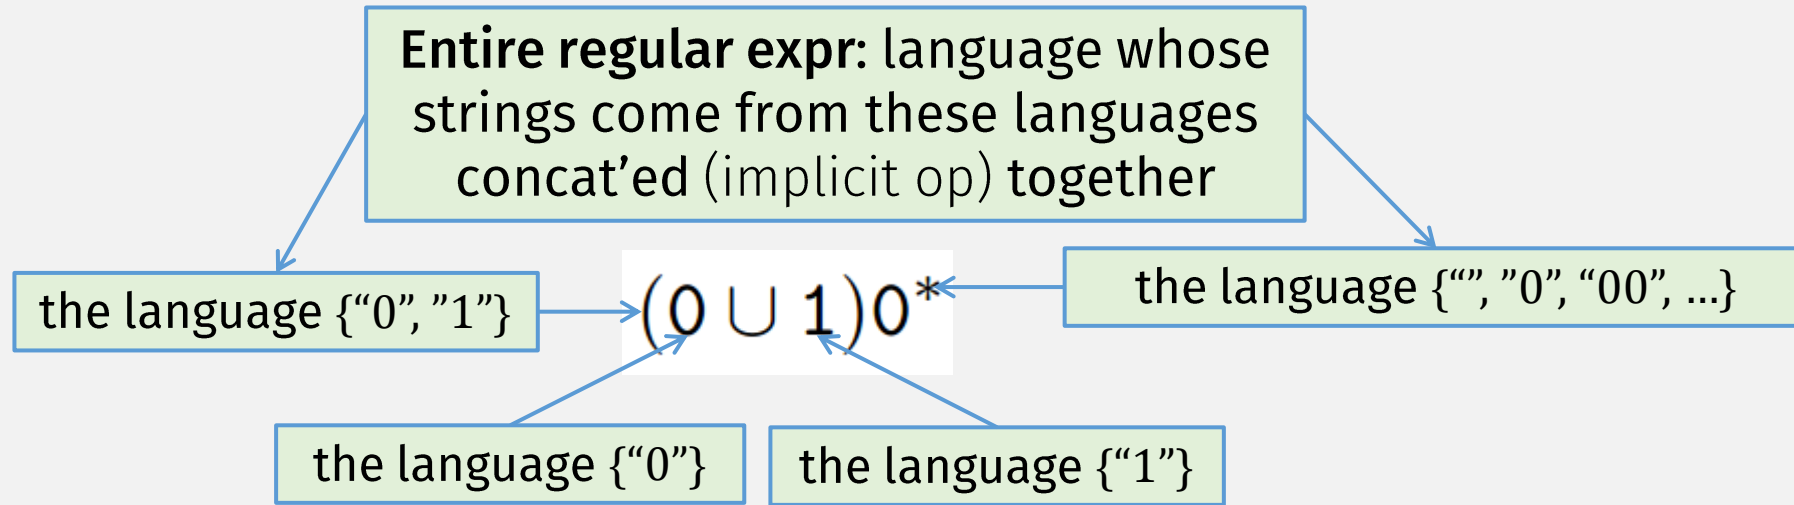 Entire regular expr: language whose
strings come from these languages
concat’ed (implicit op) together
the language {“0”, ”1”}
(0 ∪ 1)0*
the language {“”, ”0”, “00”, ...}
the language {“0”}
the language {“1”}